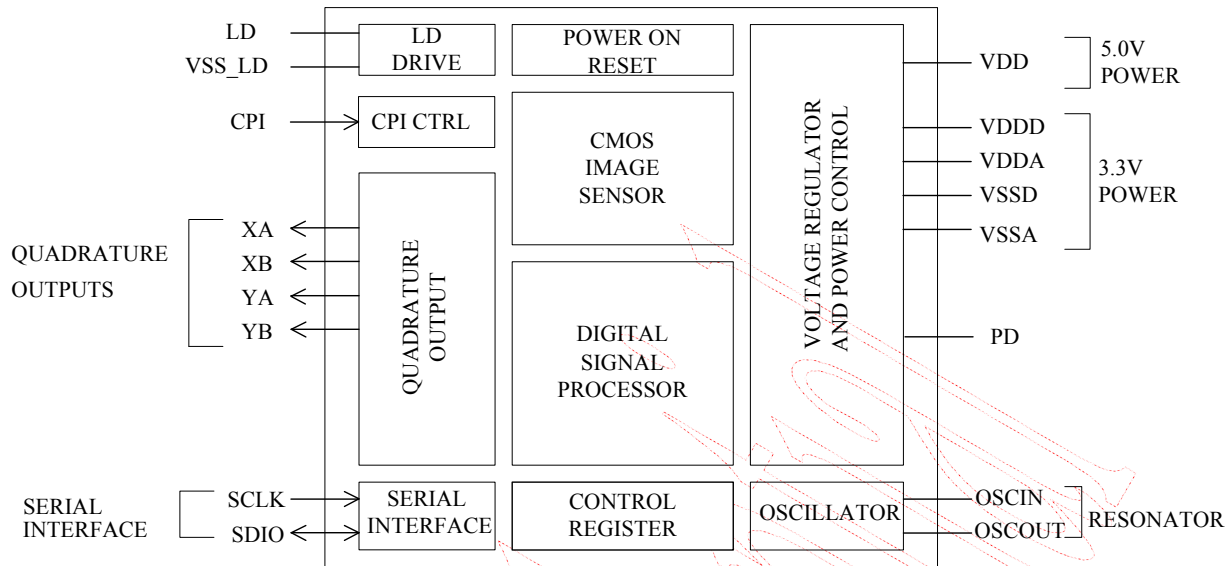 LD
VSS_LD
CPI
QUADRATURE
OUTPUTS
XA
XB
YA
YB
SERIAL
INTERFACE
SCLK
SDIO
LD
DRIVE
CPI CTRL
QUADRATURE
OUTPUT
SERIAL
INTERFACE
POWER ON
RESET
CMOS
IMAGE
SENSOR
DIGITAL
SIGNAL
PROCESSOR
CONTROL
REGISTER
VOLTAGE REGULATOR
AND POWER CONTROL
OSCILLATOR
VDD
5.0V
POWER
VDDD
VDDA
VSSD
VSSA
3.3V
POWER
PD
OSCIN
OSCOUT
RESONATOR